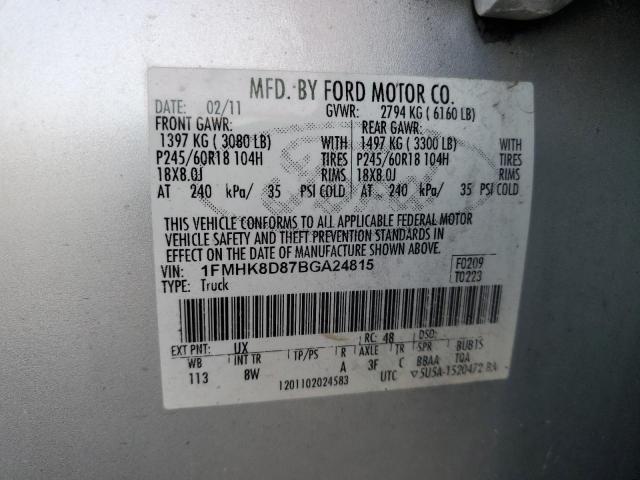 MFD. BY FORD MOTOR CO.
DATE: 02/11 GVWR: 2794 KG ( 6160 LB)
FRONT GAWR: REAR GAWR:
1397 KG ( 3080 LB) WITH 1497 KG ( 3300 LB) WITH
P245/60R18 104H TIRES P245/60R18 104H TIRES
18X8.0J RIMS 18X8.0J RIMS
AT 240 kPa/ 35 PSI COLD AT 240 kPa/ 35 PSI COLD
THIS VEHICLE CONFORMS TO ALL APPLICABLE FEDERAL MOTOR
VEHICLE SAFETY AND THEFT PREVENTION STANDARDS IN
EFFECT ON THE DATE OF MANUFACTURE SHOWN ABOVE.
VIN: 1FMHK8D87BGA24815 F0209
TYPE: Truck T0223
EXT PNT: UX RC: 48 DSO:
WB INT TR TP/PS R AXLE TR SPR BUB1S
113 8W A 3F C BBAA TQA
1201102024583 UTC ▽5U5A-1520472 BA